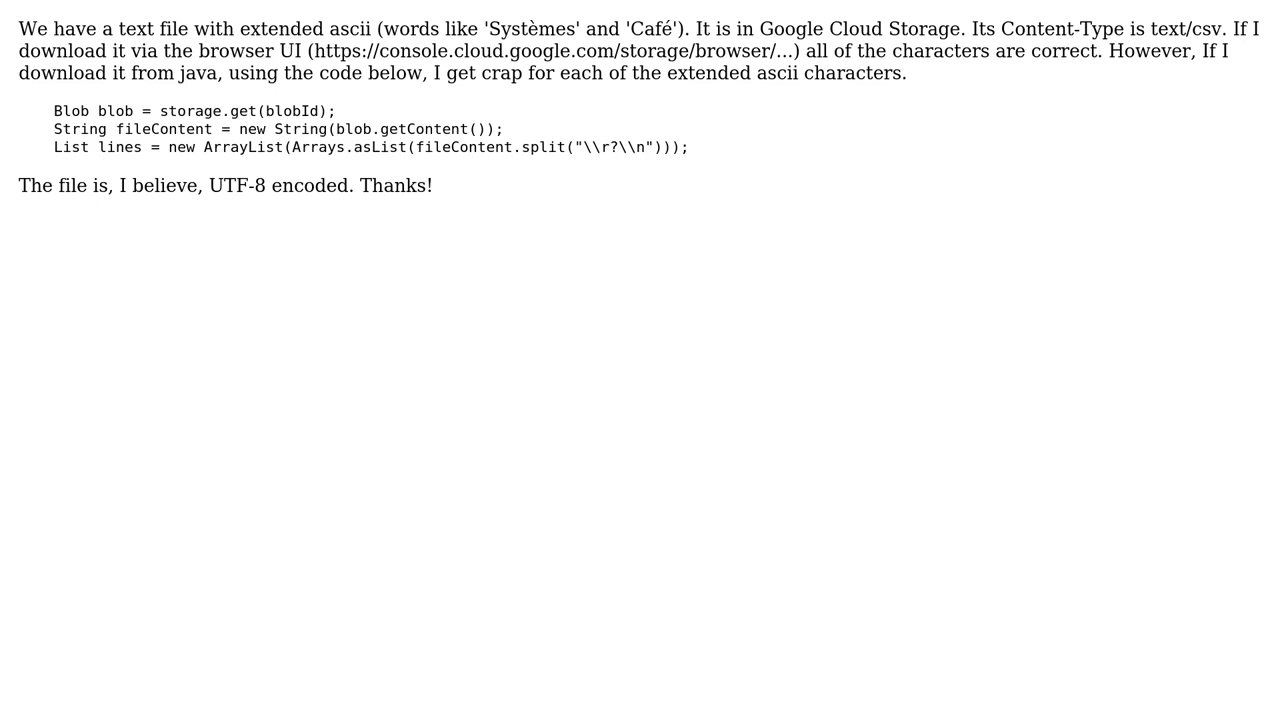 We have a text file with extended ascii (words like 'Systèmes' and 'Café'). It is in Google Cloud Storage. Its Content-Type is text/csv. If I
download it via the browser UI (https://console.cloud.google.com/storage/browser/...) all of the characters are correct. However, If I
download it from java, using the code below, I get crap for each of the extended ascii characters.
Blob blob = storage.get(blobId);
String fileContent = new String(blob.getContent());
List lines = new ArrayList(Arrays.asList(fileContent.split("\\r?\\n")));
The file is, I believe, UTF-8 encoded. Thanks!